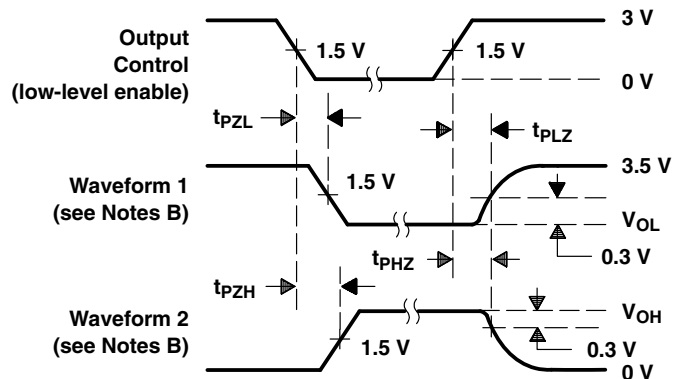 Output
Control
(low-level enable)
1.5 V
1.5 V
3 V
0 V
tPZL
tPLZ
Waveform 1
(see Notes B)
1.5 V
3.5 V
VOL
0.3 V
tPHZ
tPZH
Waveform 2
(see Notes B)
1.5 V
VOH
0.3 V
0 V